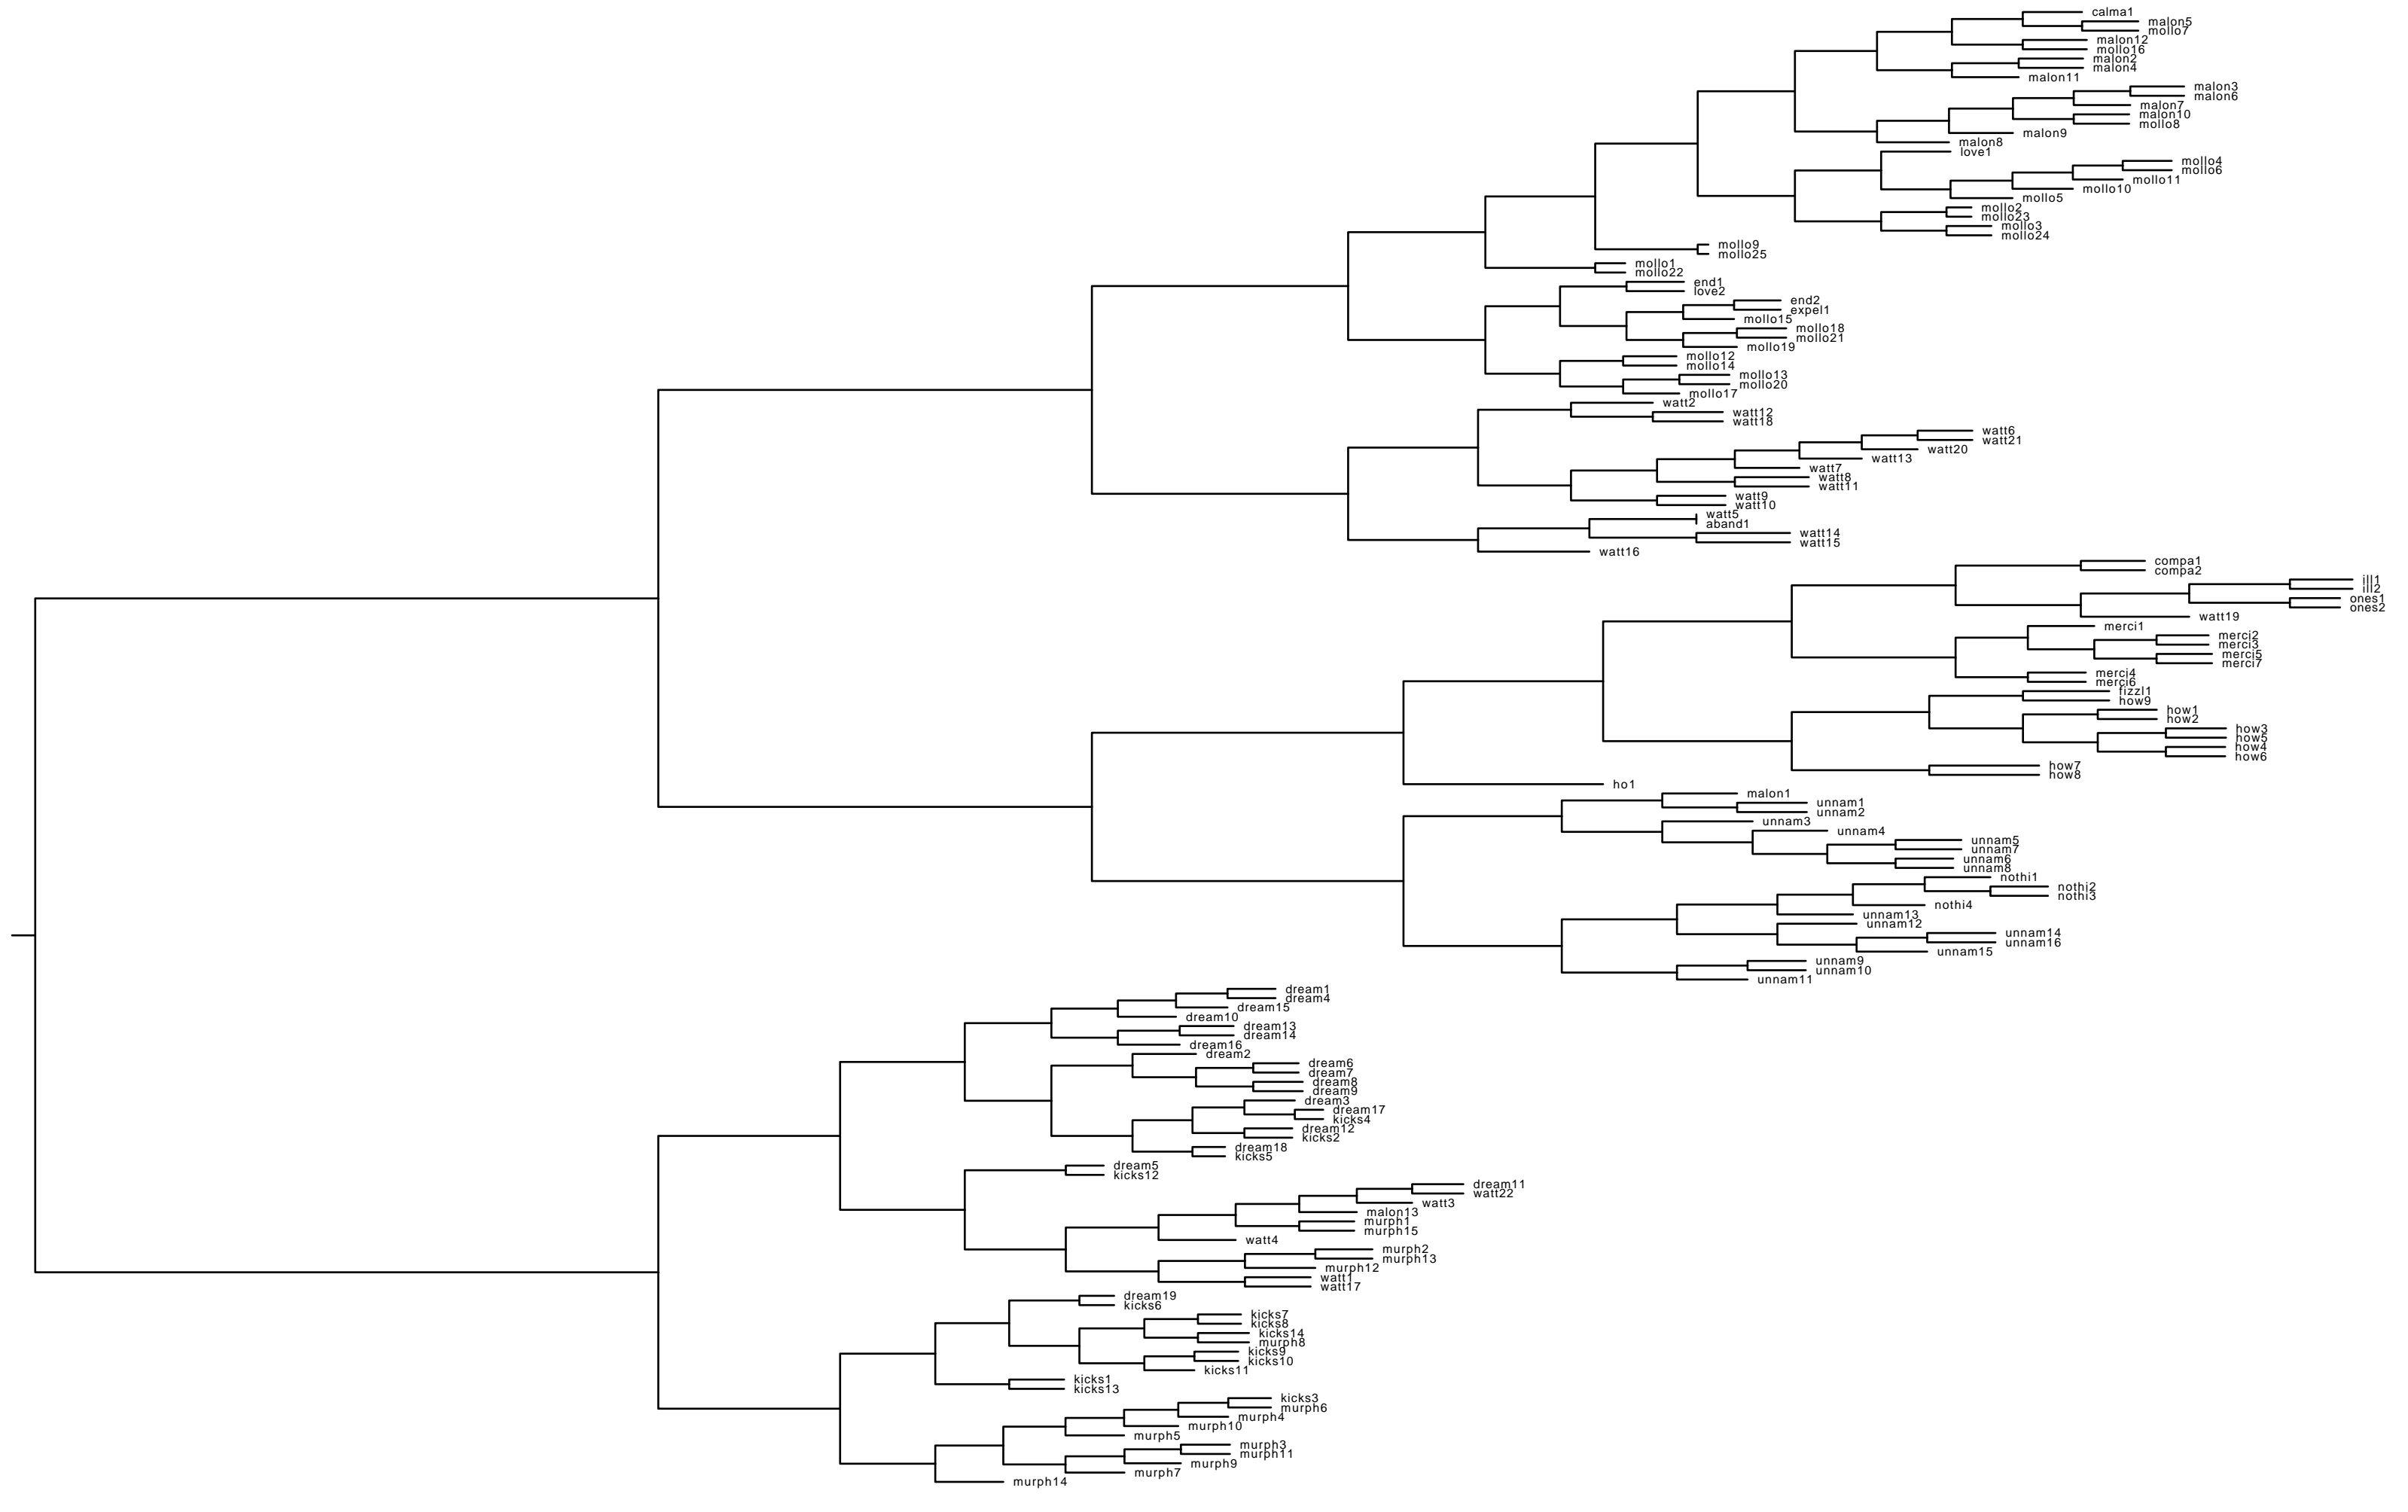 calma1
malon5
mollo7
malon12
mollo16
malon2
malon4
malon11
malon3
malon6
malon7
malon10
mollo8
malon9
malon8
love1
mollo4
mollo6
mollo11
mollo10
mollo5
mollo2
mollo23
mollo3
mollo24
mollo9
mollo25
mollo1
mollo22
end1
love2
end2
expel1
mollo15
mollo18
mollo21
mollo19
mollo12
mollo14
mollo13
mollo20
mollo17
watt2
watt12
watt18
watt6
watt21
watt20
watt13
watt7
watt8
watt11
watt9
watt10
watt5
aband1
watt14
watt15
watt16
compa1
compa2
ill1
ill2
ones1
ones2
watt19
merci1
merci2
merci3
merci5
merci7
merci4
merci6
fizzl1
how9
how1
how2
how3
how5
how4
how6
how7
how8
ho1
malon1
unnam1
unnam2
unnam3
unnam4
unnam5
unnam7
unnam6
unnam8
nothi1
nothi2
nothi3
nothi4
unnam13
unnam12
unnam14
unnam16
unnam15
unnam9
unnam10
unnam11
dream1
dream4
dream15
dream10
dream13
dream14
dream16
dream2
dream6
dream7
dream8
dream9
dream3
dream17
kicks4
dream12
kicks2
dream18
kicks5
dream5
kicks12
dream11
watt22
watt3
malon13
murph1
murph15
watt4
murph2
murph13
murph12
watt1
watt17
dream19
kicks6
kicks7
kicks8
kicks14
murph8
kicks9
kicks10
kicks11
kicks1
kicks13
kicks3
murph6
murph4
murph10
murph5
murph3
murph11
murph9
murph7
murph14